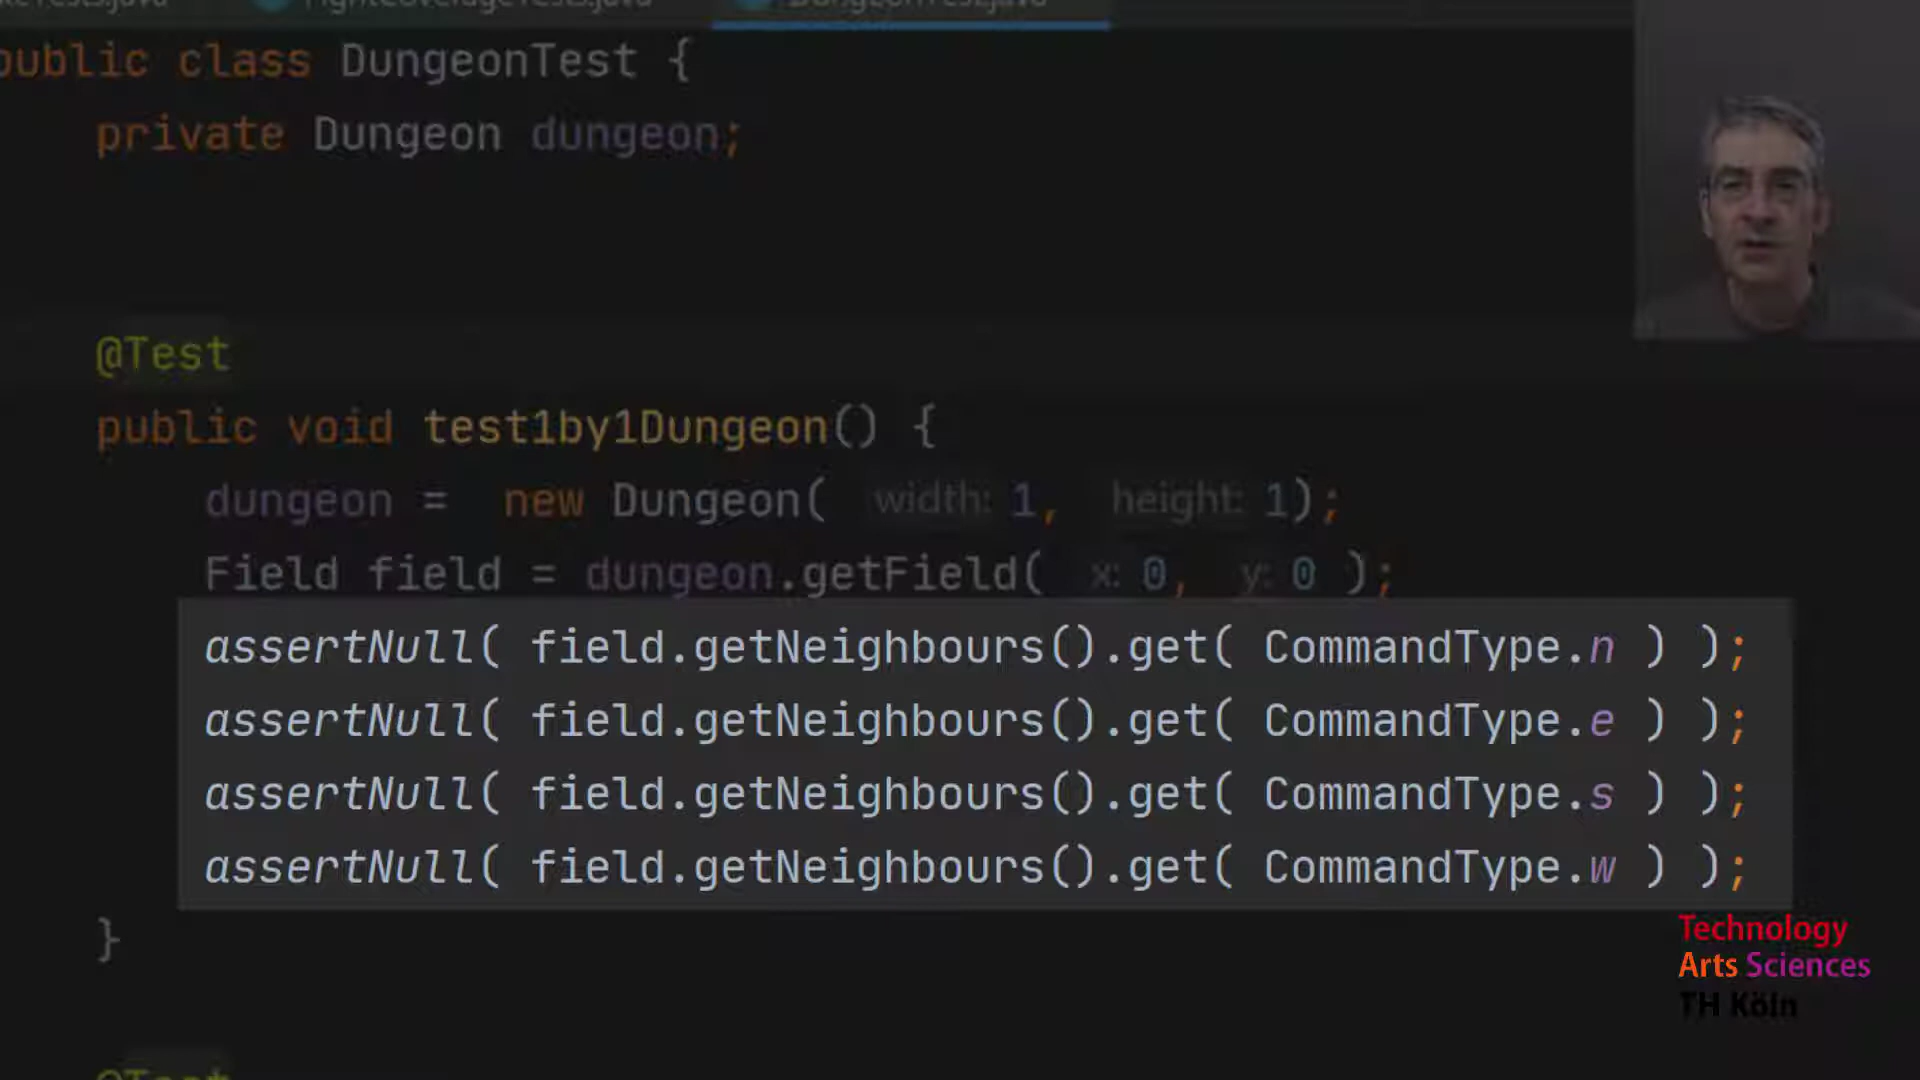 public class DungeonTest {
private Dungeon dungeon;
@Test
public void test1by1Dungeon() {
dungeon = new Dungeon( width: 1, height: 1);
Field field = dungeon.getField( x: 0, y: 0 );
assertNull( field.getNeighbours().get( CommandType.n ) );
assertNull( field.getNeighbours().get( CommandType.e ) );
assertNull( field.getNeighbours().get( CommandType.s ) );
assertNull( field.getNeighbours().get( CommandType.w ) );
}
Technology
Arts Sciences
TH Köln
@Test